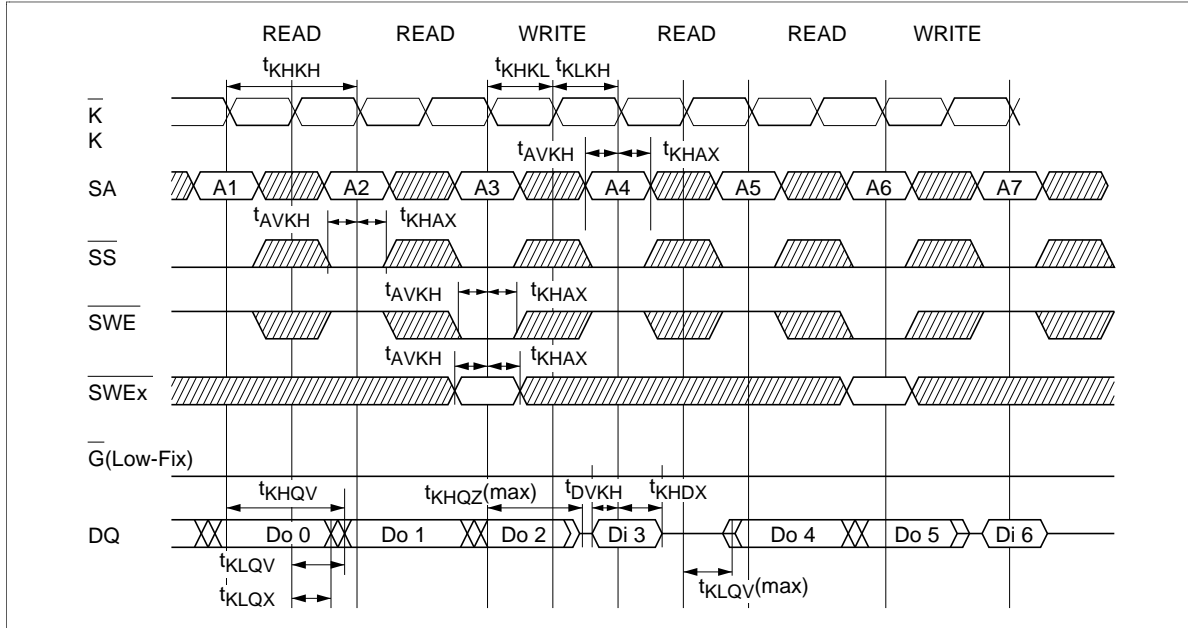 READ READ WRITE READ READ WRITE
tKHKH tKHKL tKLKH
K
K
tAVKH tKHAX
SA A1 A2 A3 A4 A5 A6 A7
tAVKH tKHAX
SS
tAVKH tKHAX
SWE
tAVKH tKHAX
SWEx
G(Low-Fix)
tKHQV tKHQZ(max) tDVKH tKHDX
DQ Do 0 Do 1 Do 2 Di 3 Do 4 Do 5 Di 6
tKLQV tKLQV(max)
tKLQX